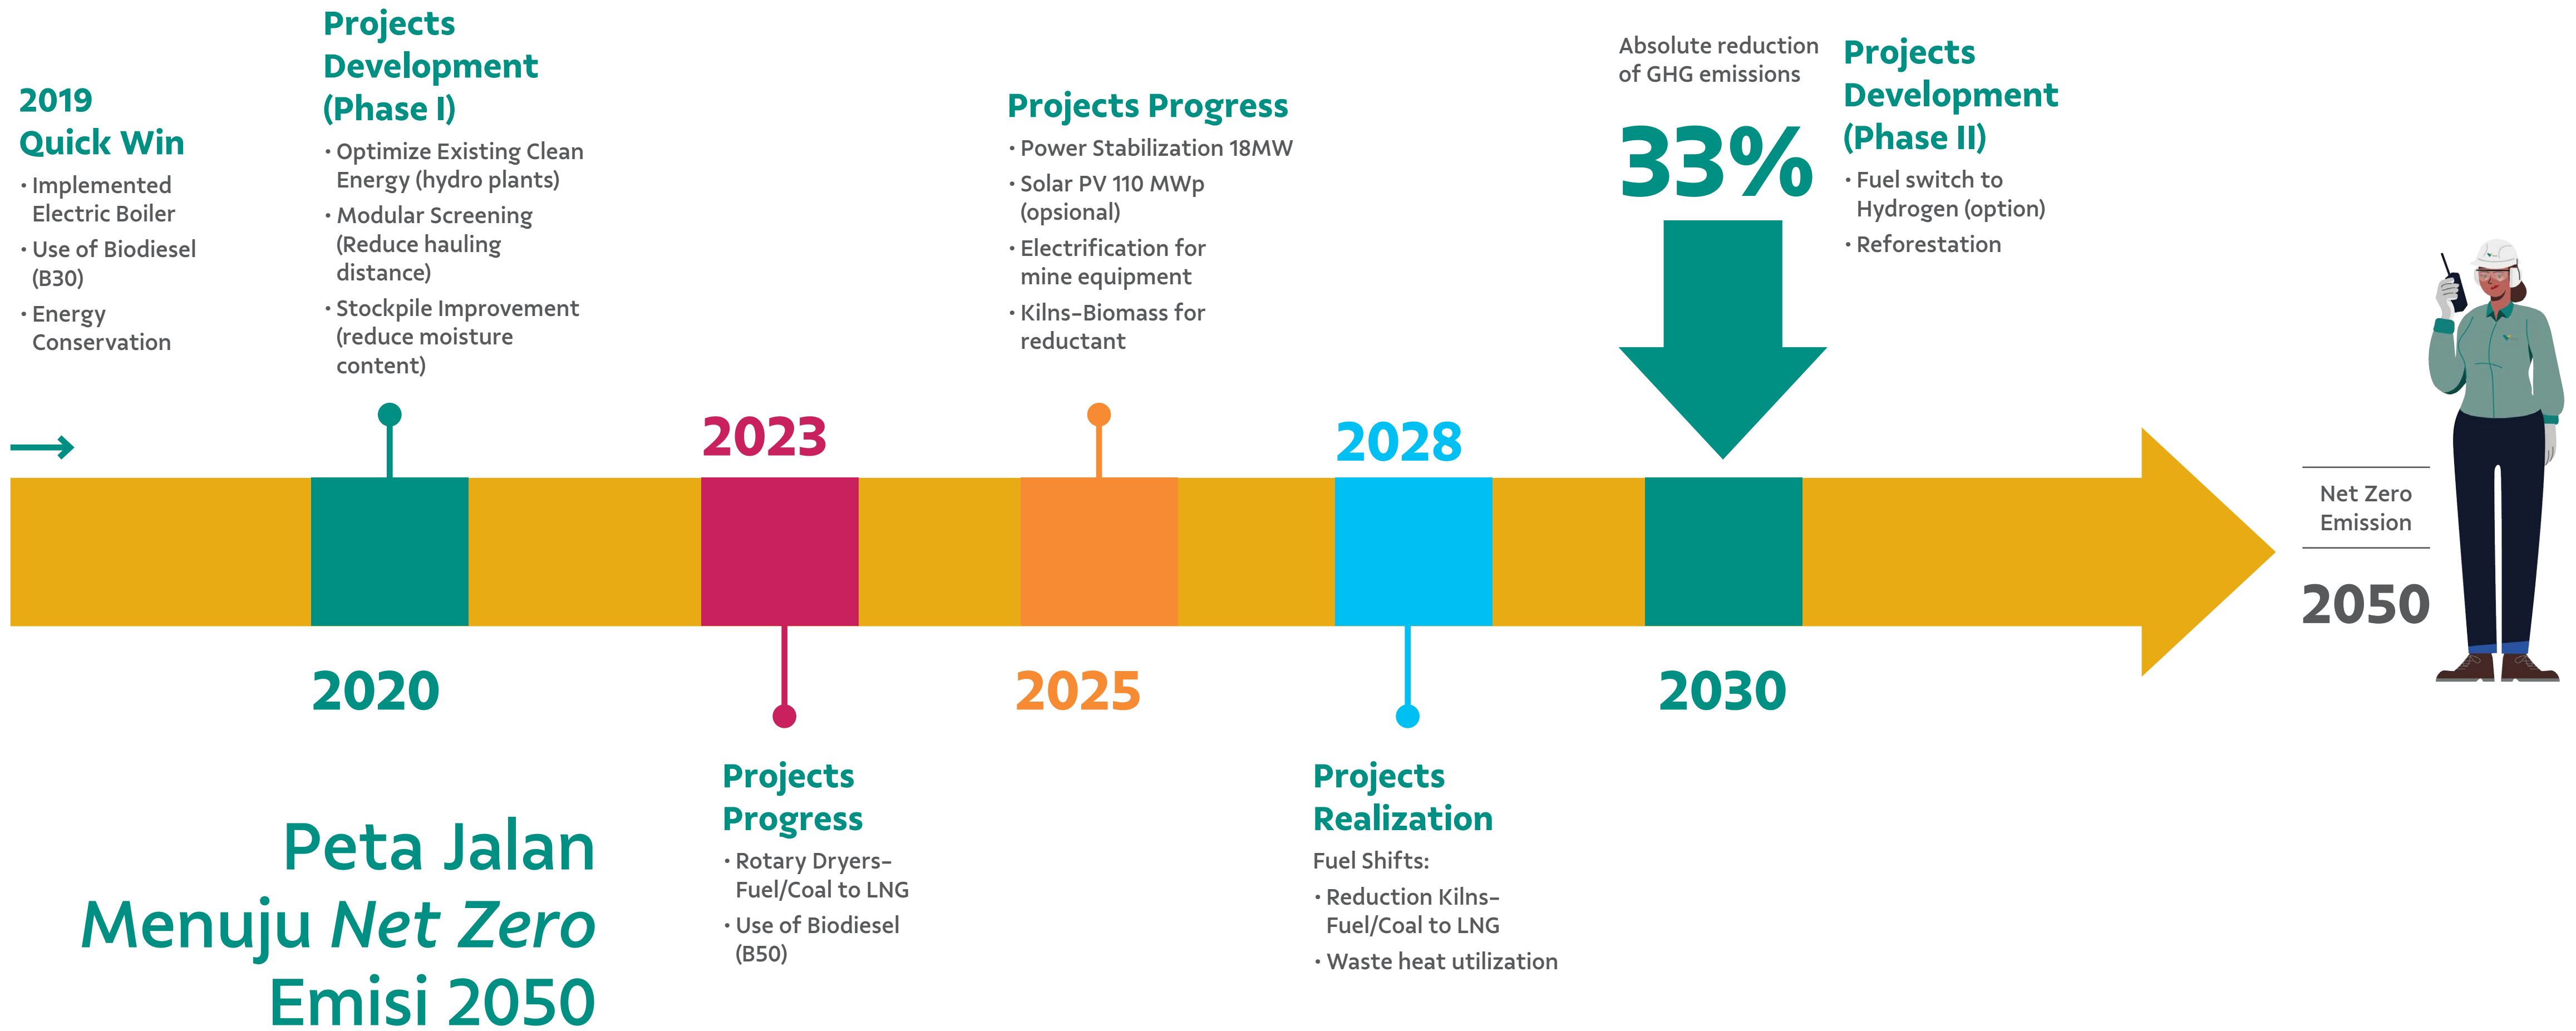 2019
Quick Win
• Implemented
Electric Boiler
• Use of Biodiesel
(B30)
• Energy
Conservation
Projects
Development
(Phase I)
• Optimize Existing Clean
Energy (hydro plants)
• Modular Screening
(Reduce hauling
distance)
• Stockpile Improvement
(reduce moisture
content)
2020
2023
Projects
Progress
• Rotary Dryers–
Fuel/Coal to LNG
• Use of Biodiesel
(B50)
Projects Progress
• Power Stabilization 18MW
• Solar PV 110 MWp
(opsional)
• Electrification for
mine equipment
• Kilns–Biomass for
reductant
2025
2028
Projects
Realization
Fuel Shifts:
• Reduction Kilns–
Fuel/Coal to LNG
• Waste heat utilization
Absolute reduction
of GHG emissions
33%
2030
Projects
Development
(Phase II)
• Fuel switch to
Hydrogen (option)
• Reforestation
Net Zero
Emission
2050
Peta Jalan
Menuju Net Zero
Emisi 2050